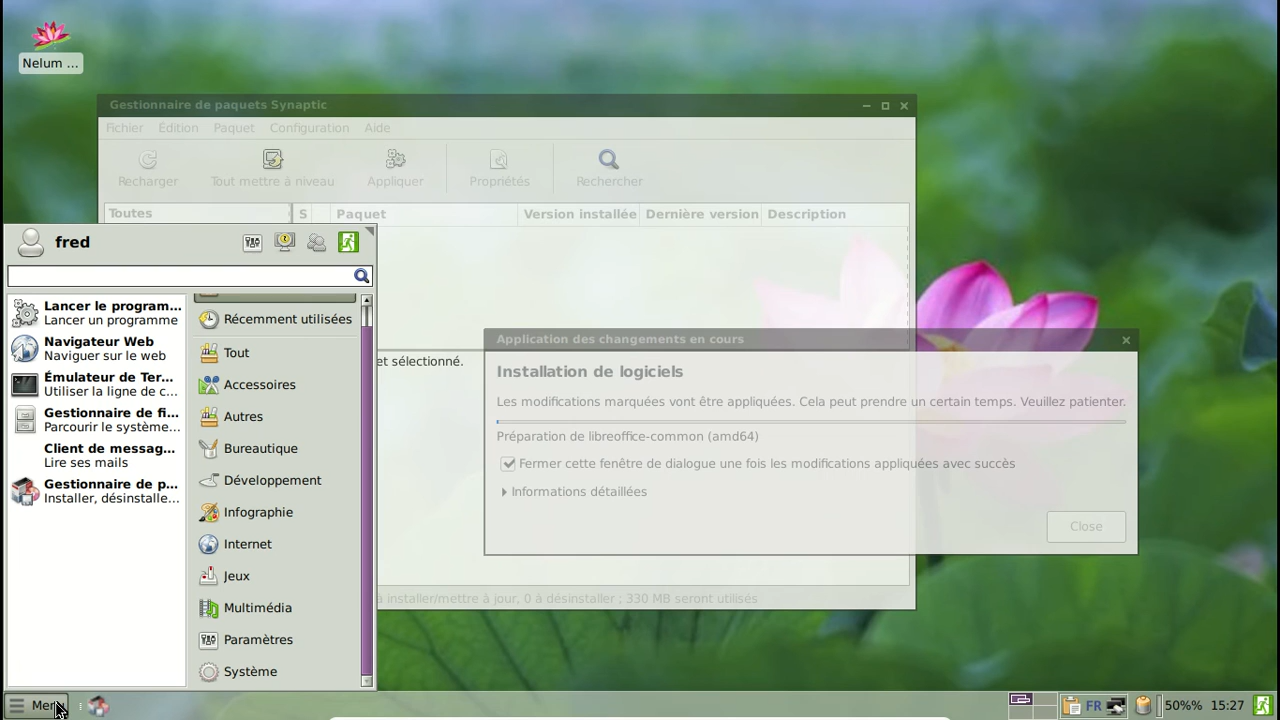 Nelum ...
Gestionnaire de paquets Synaptic
Fichier Édition Paquet Configuration Aide
Recharger Tout mettre à niveau Appliquer Propriétés Rechercher
Toutes S Paquet Version installée Dernière version Description
fred
Lancer le program...
Lancer un programme
Navigateur Web
Naviguer sur le web
Émulateur de Ter...
Utiliser la ligne de c...
Gestionnaire de fi...
Parcourir le système...
Client de messag...
Lire ses mails
Gestionnaire de p...
Installer, désinstalle...
Récemment utilisées
Tout
Accessoires
Autres
Bureautique
Développement
Infographie
Internet
Jeux
Multimédia
Paramètres
Système
et sélectionné.
Application des changements en cours
Installation de logiciels
Les modifications marquées vont être appliquées. Cela peut prendre un certain temps. Veuillez patienter.
Préparation de libreoffice-common (amd64)
Fermer cette fenêtre de dialogue une fois les modifications appliquées avec succès
Informations détaillées
Close
à installer/mettre à jour, 0 à désinstaller ; 330 MB seront utilisés
Menu FR 50%% 15:27